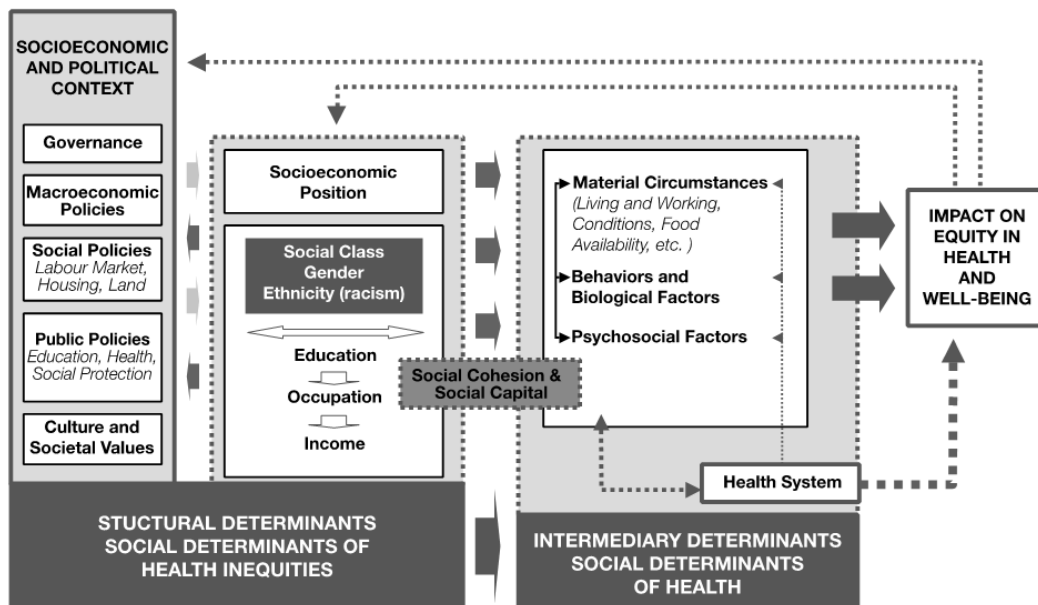 SOCIOECONOMIC
AND POLITICAL
CONTEXT
Governance
Macroeconomic
Policies
Social Policies
Labour Market,
Housing, Land
Public Policies
Education, Health,
Social Protection
Culture and
Societal Values
Socioeconomic
Position
Social Class
Gender
Ethnicity (racism)
Education
Occupation
Income
Social Cohesion &
Social Capital
Material Circumstances
(Living and Working,
Conditions, Food
Availability, etc. )
Behaviors and
Biological Factors
Psychosocial Factors
Health System
IMPACT ON
EQUITY IN
HEALTH
AND
WELL-BEING
STUCTURAL DETERMINANTS
SOCIAL DETERMINANTS OF
HEALTH INEQUITIES
INTERMEDIARY DETERMINANTS
SOCIAL DETERMINANTS
OF HEALTH